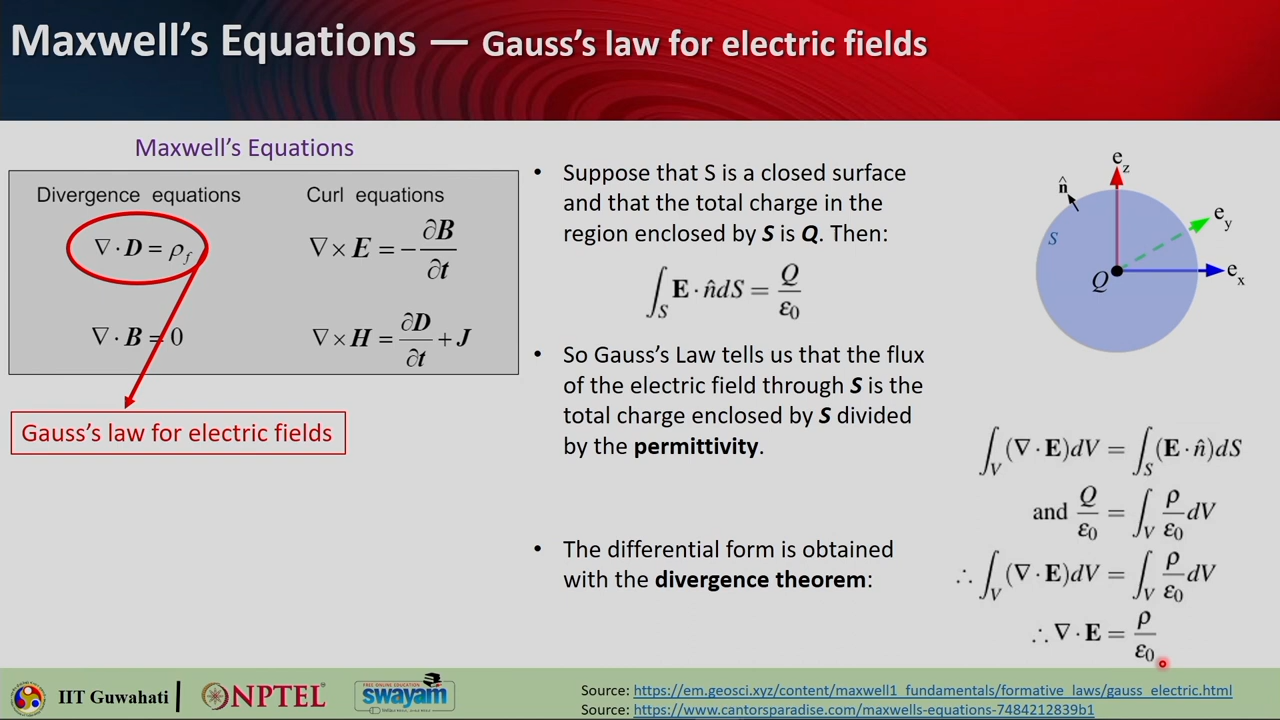 Maxwell's Equations — Gauss's law for electric fields
Maxwell's Equations
Divergence equations
Curl equations
∇ · D = ρ_f
∇ × E = − ∂B/∂t
∇ · B = 0
∇ × H = ∂D/∂t + J
Gauss's law for electric fields
• Suppose that S is a closed surface
and that the total charge in the
region enclosed by S is Q. Then:
∫_S E · n̂dS = Q/ε₀
• So Gauss's Law tells us that the flux
of the electric field through S is the
total charge enclosed by S divided
by the permittivity.
• The differential form is obtained
with the divergence theorem:
e_z
n̂
e_y
S
Q
e_x
∫_V (∇ · E)dV = ∫_S (E · n̂)dS
and Q/ε₀ = ∫_V ρ/ε₀ dV
∴ ∫_V (∇ · E)dV = ∫_V ρ/ε₀ dV
∴ ∇ · E = ρ/ε₀
IIT Guwahati
NPTEL
FREE ONLINE EDUCATION
swayam
Source: https://em.geosci.xyz/content/maxwell1_fundamentals/formative_laws/gauss_electric.html
Source: https://www.cantorsparadise.com/maxwells-equations-7484212839b1